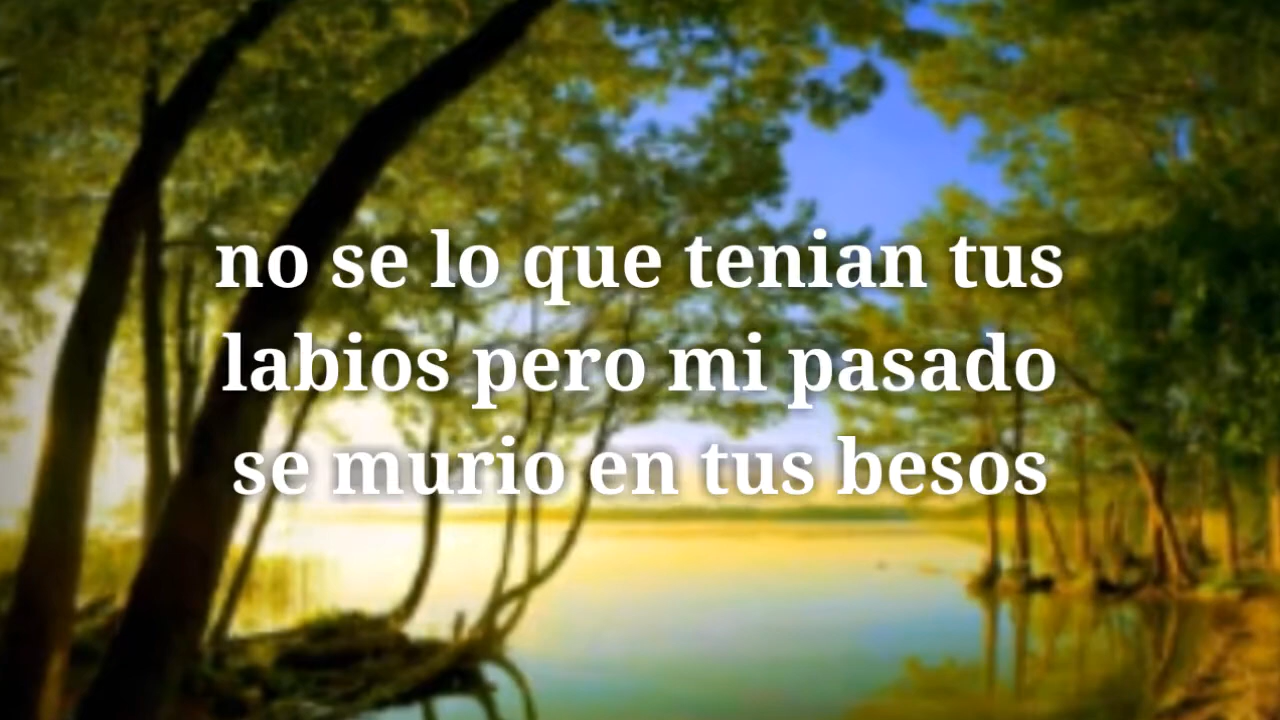 no se lo que tenian tus
labios pero mi pasado
se murio en tus besos